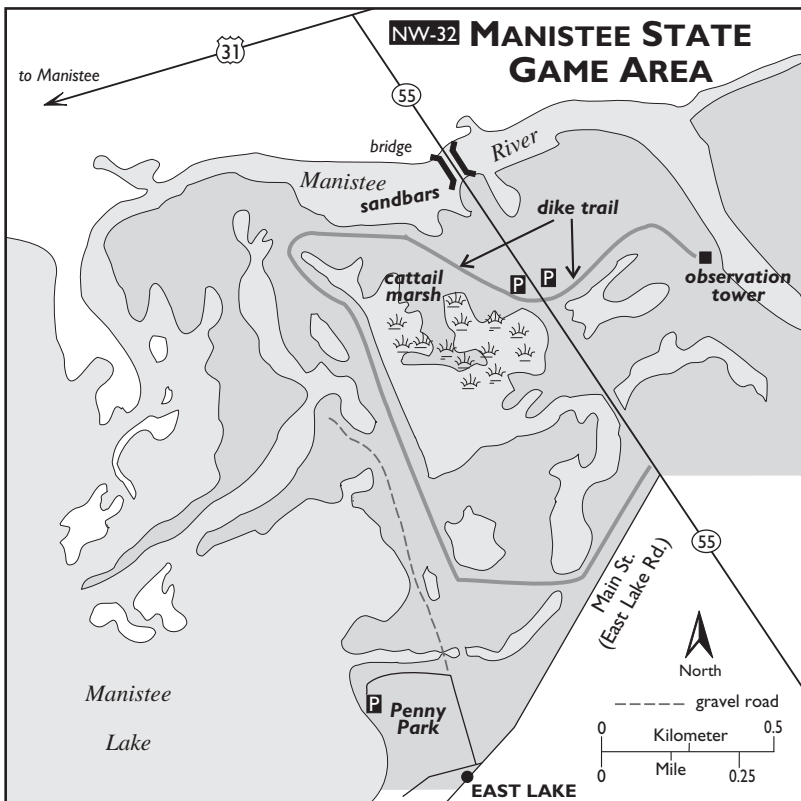 NW-32 MANISTEE STATE
GAME AREA
31
to Manistee
55
bridge
River
Manistee
sandbars
dike trail
P
P
cattail
marsh
observation
tower
55
Main St.
(East Lake Rd.)
North
gravel road
Manistee
Lake
P
Penny
Park
0
0.5
Kilometer
Mile
0
0.25
EAST LAKE